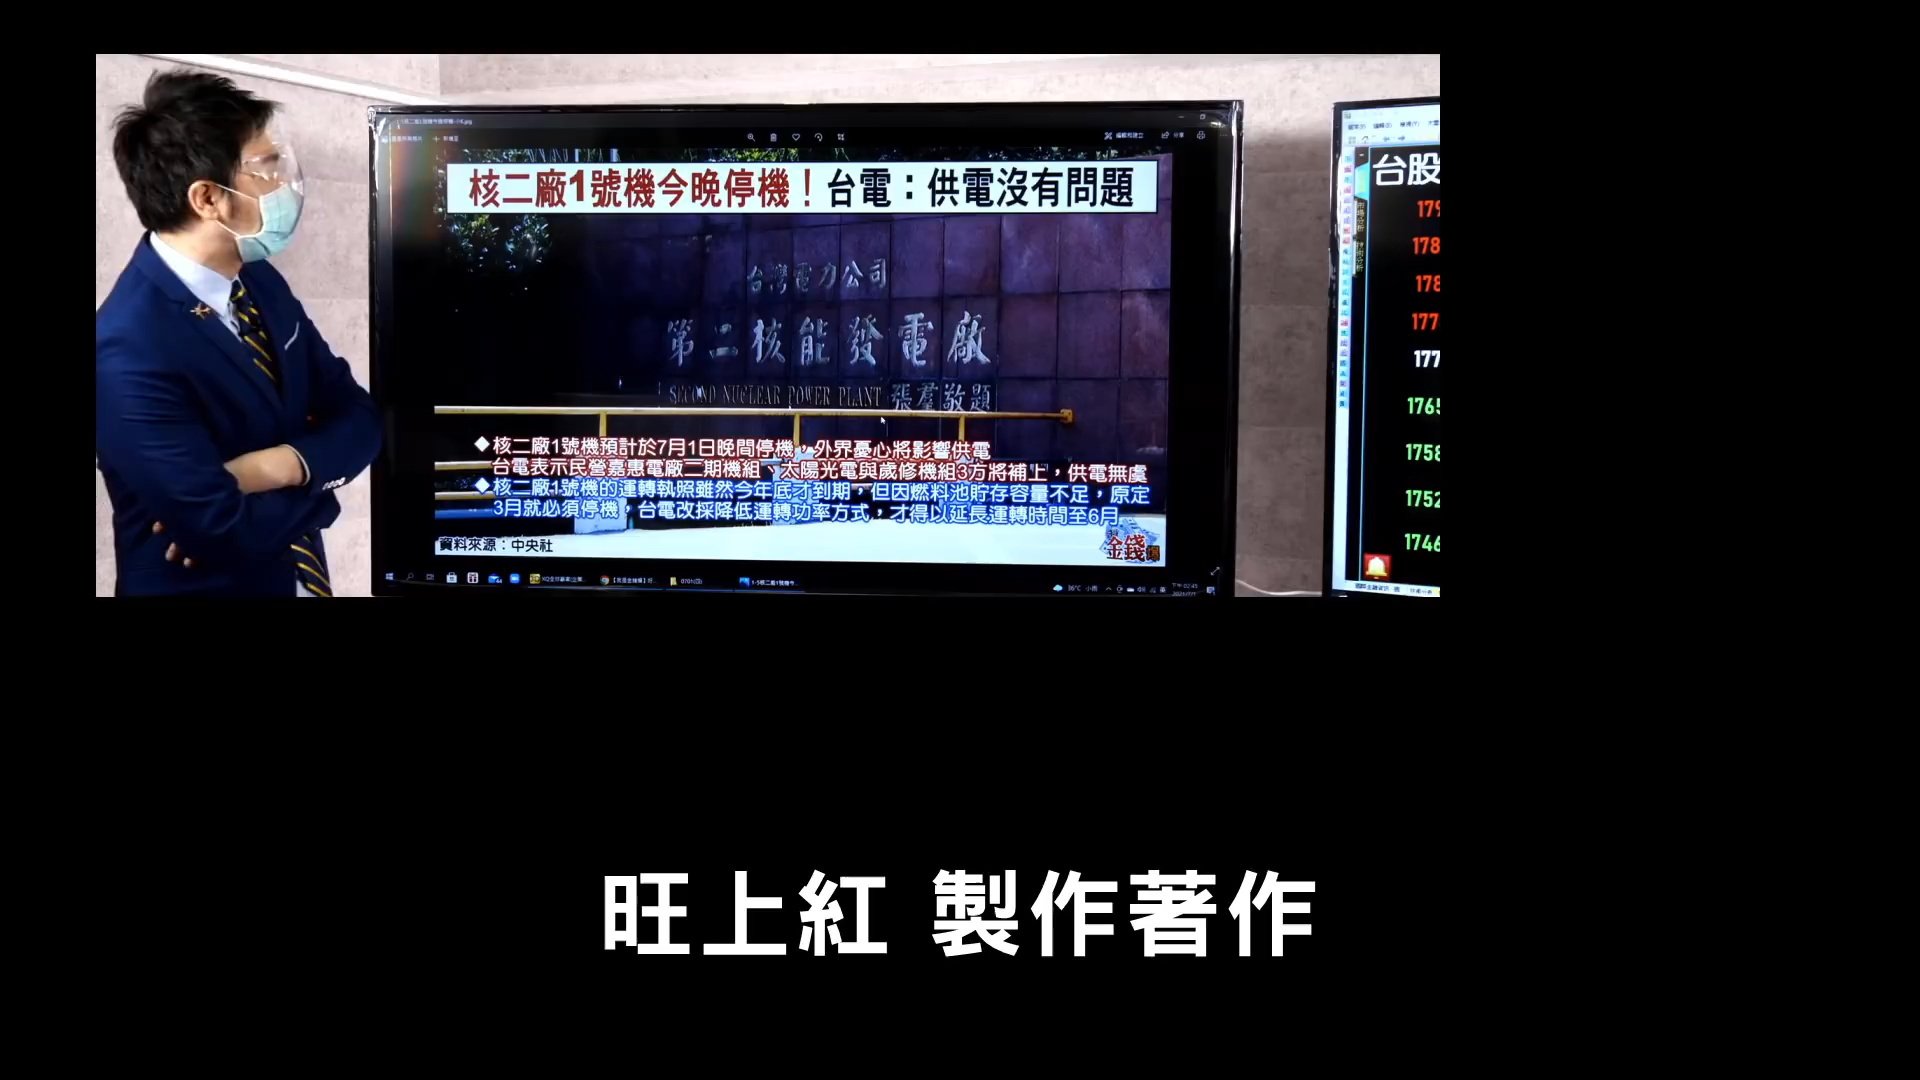 核二廠1號機今晚停機！台電：供電沒有問題
台灣電力公司
第二核能發電廠
SECOND NUCLEAR POWER PLANT 張羣敬題
◆核二廠1號機預計於7月1日晚間停機，外界憂心將影響供電
台電表示民營嘉惠電廠二期機組、太陽光電與歲修機組3方將補上，供電無虞
◆核二廠1號機的運轉執照雖然今年底才到期，但因燃料池貯存容量不足，原定
3月就必須停機，台電改採降低運轉功率方式，才得以延長運轉時間至6月
資料來源：中央社
金錢爆
36°C 小雨
台股
179
178
178
177
177
1765
1758
1752
1746
旺上紅 製作著作